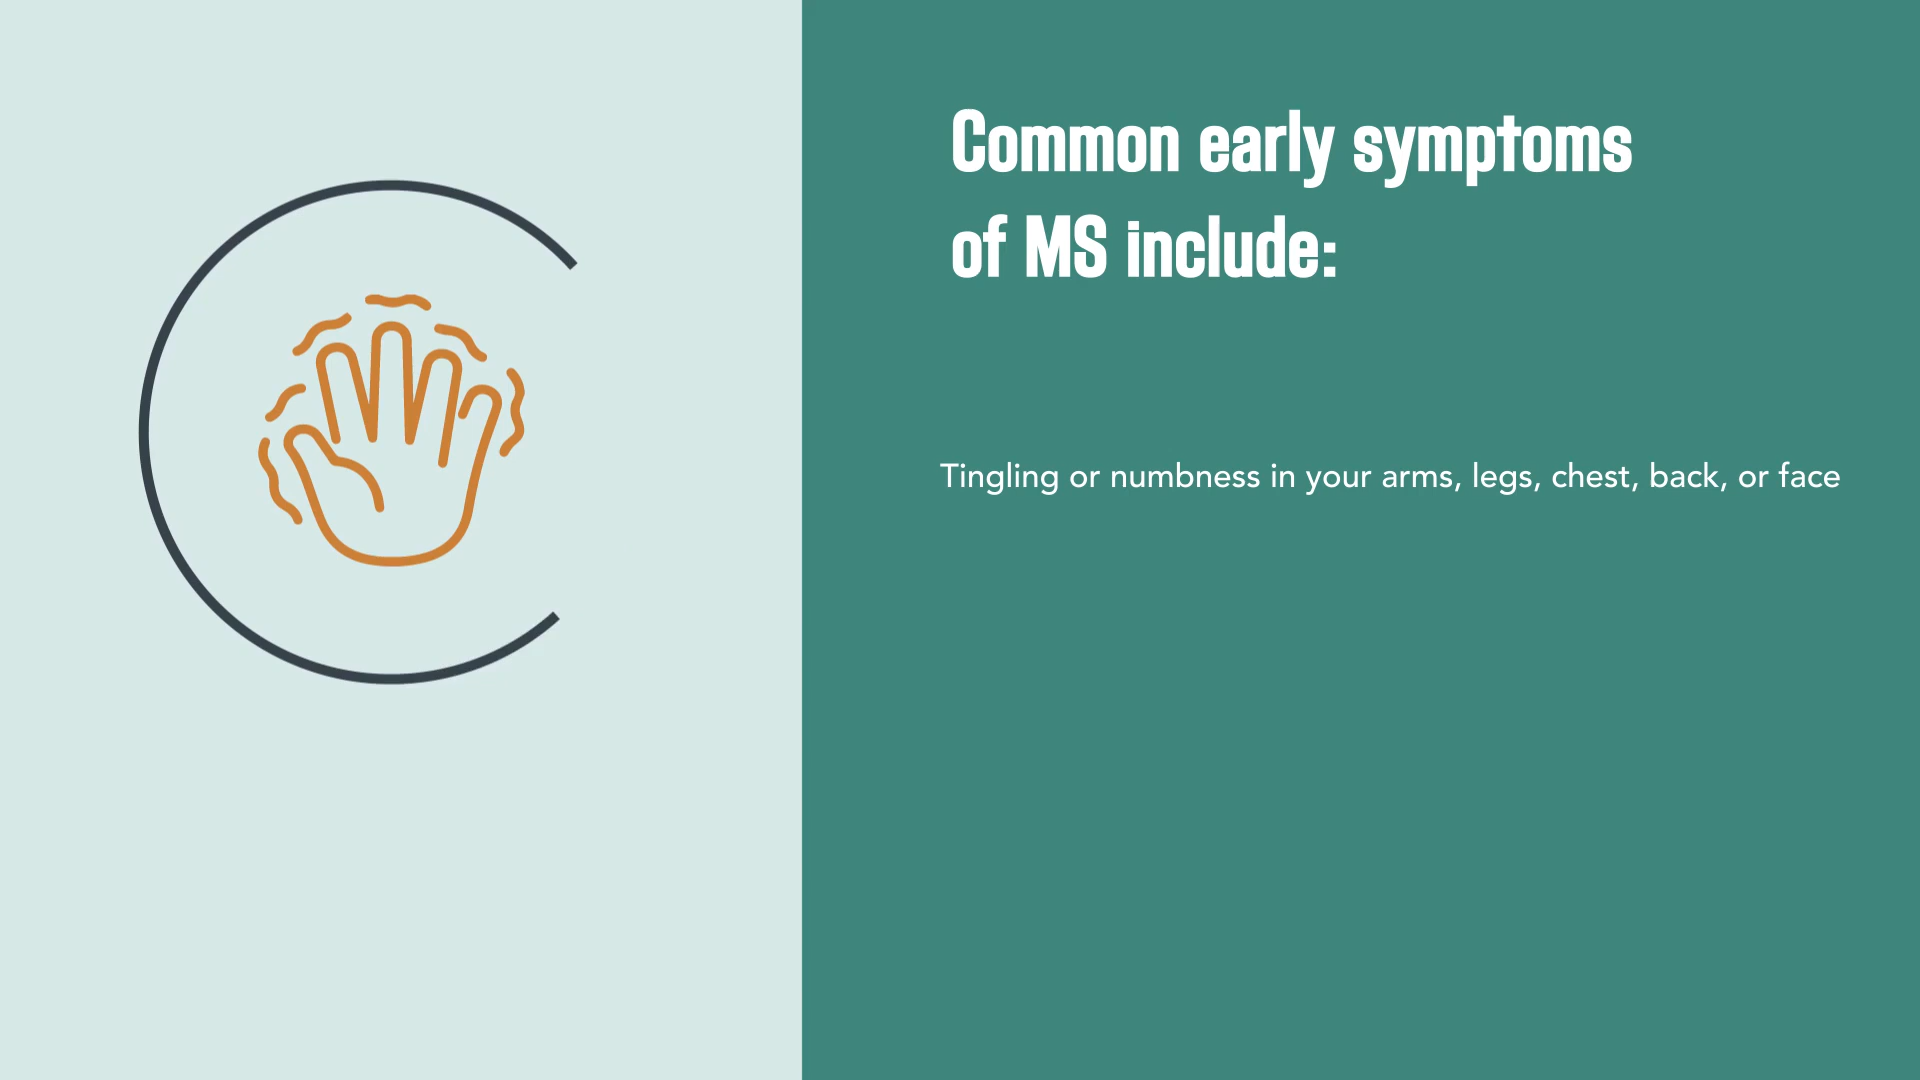 Common early symptoms
of MS include:
Tingling or numbness in your arms, legs, chest, back, or face